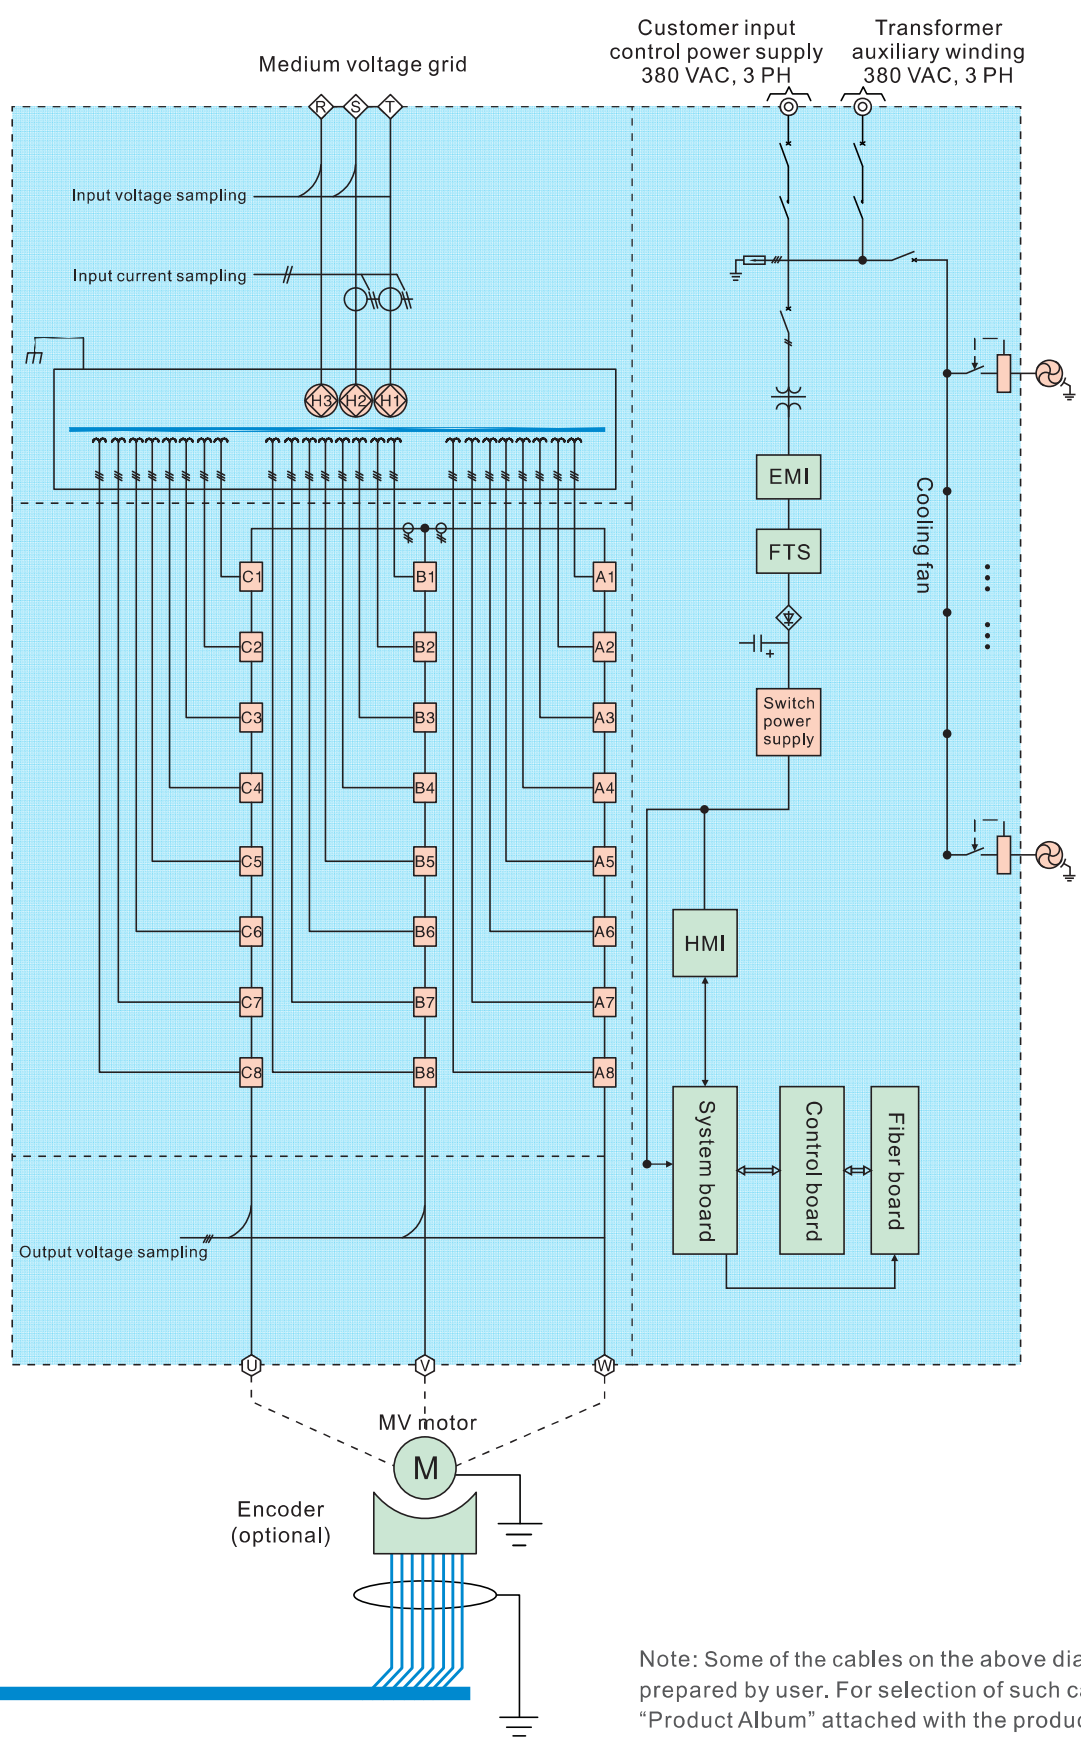 Customer input
control power supply
380 VAC, 3 PH
Transformer
auxiliary winding
380 VAC, 3 PH
Medium voltage grid
R S T
Input voltage sampling
Input current sampling
H3 H2 H1
EMI
FTS
Cooling fan
C1 B1 A1
C2 B2 A2
C3 B3 A3
C4 B4 A4
C5 B5 A5
C6 B6 A6
C7 B7 A7
C8 B8 A8
+
Switch
power
supply
HMI
System board
Control board
Fiber board
Output voltage sampling
U V W
MV motor
M
Encoder
(optional)
Note: Some of the cables on the above dia
prepared by user. For selection of such ca
“Product Album” attached with the produc